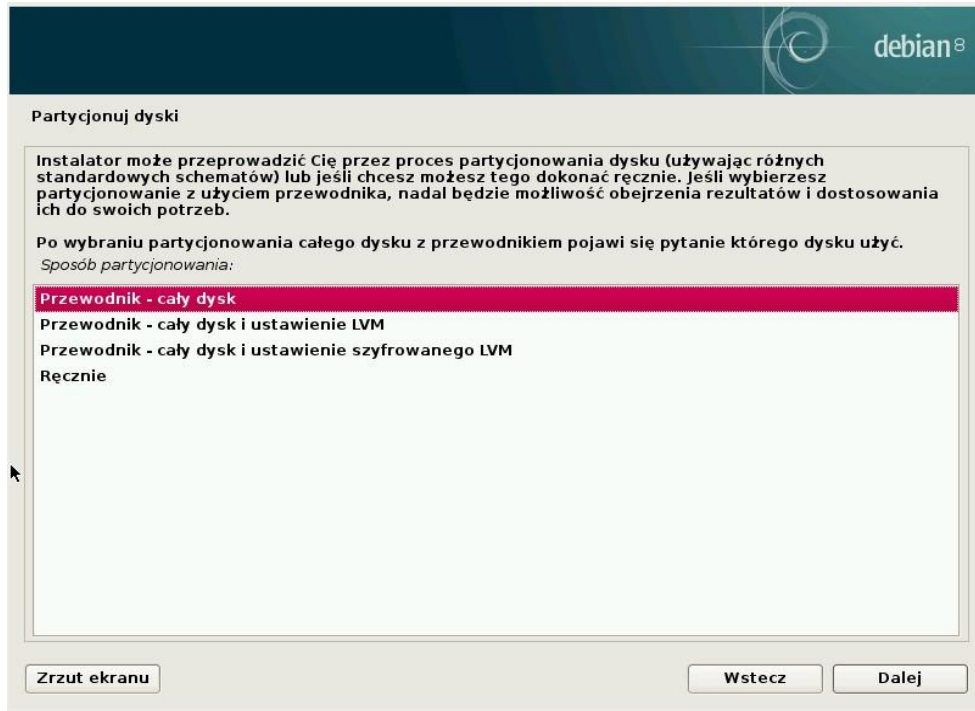 debian 8
Partycjonuj dyski
Instalator może przeprowadzić Cię przez proces partycjonowania dysku (używając różnych
standardowych schematów) lub jeśli chcesz możesz tego dokonać ręcznie. Jeśli wybierzesz
partycjonowanie z użyciem przewodnika, nadal będzie możliwość obejrzenia rezultatów i dostosowania
ich do swoich potrzeb.
Po wybraniu partycjonowania całego dysku z przewodnikiem pojawi się pytanie którego dysku użyć.
Sposób partycjonowania:
Przewodnik - cały dysk
Przewodnik - cały dysk i ustawienie LVM
Przewodnik - cały dysk i ustawienie szyfrowanego LVM
Ręcznie
Zrzut ekranu
Wstecz
Dalej